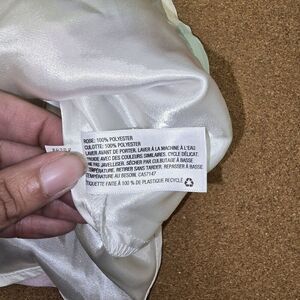 ROBE: 100% POLYESTER
CULOTTE: 100% POLYESTER
LAVER AVANT DE PORTER. LAVER À LA MACHINE À L'EAU
FROIDE AVEC DES COULEURS SIMILAIRES. CYCLE DÉLICAT.
NE PAS JAVELLISER. SÉCHER PAR CULBUTAGE À BASSE
TEMPÉRATURE. RETIRER SANS TARDER. REPASSER À BASSE
TEMPÉRATURE AU BESOIN. CA57147
ÉTIQUETTE FAITE À 100 % DE PLASTIQUE RECYCLÉ